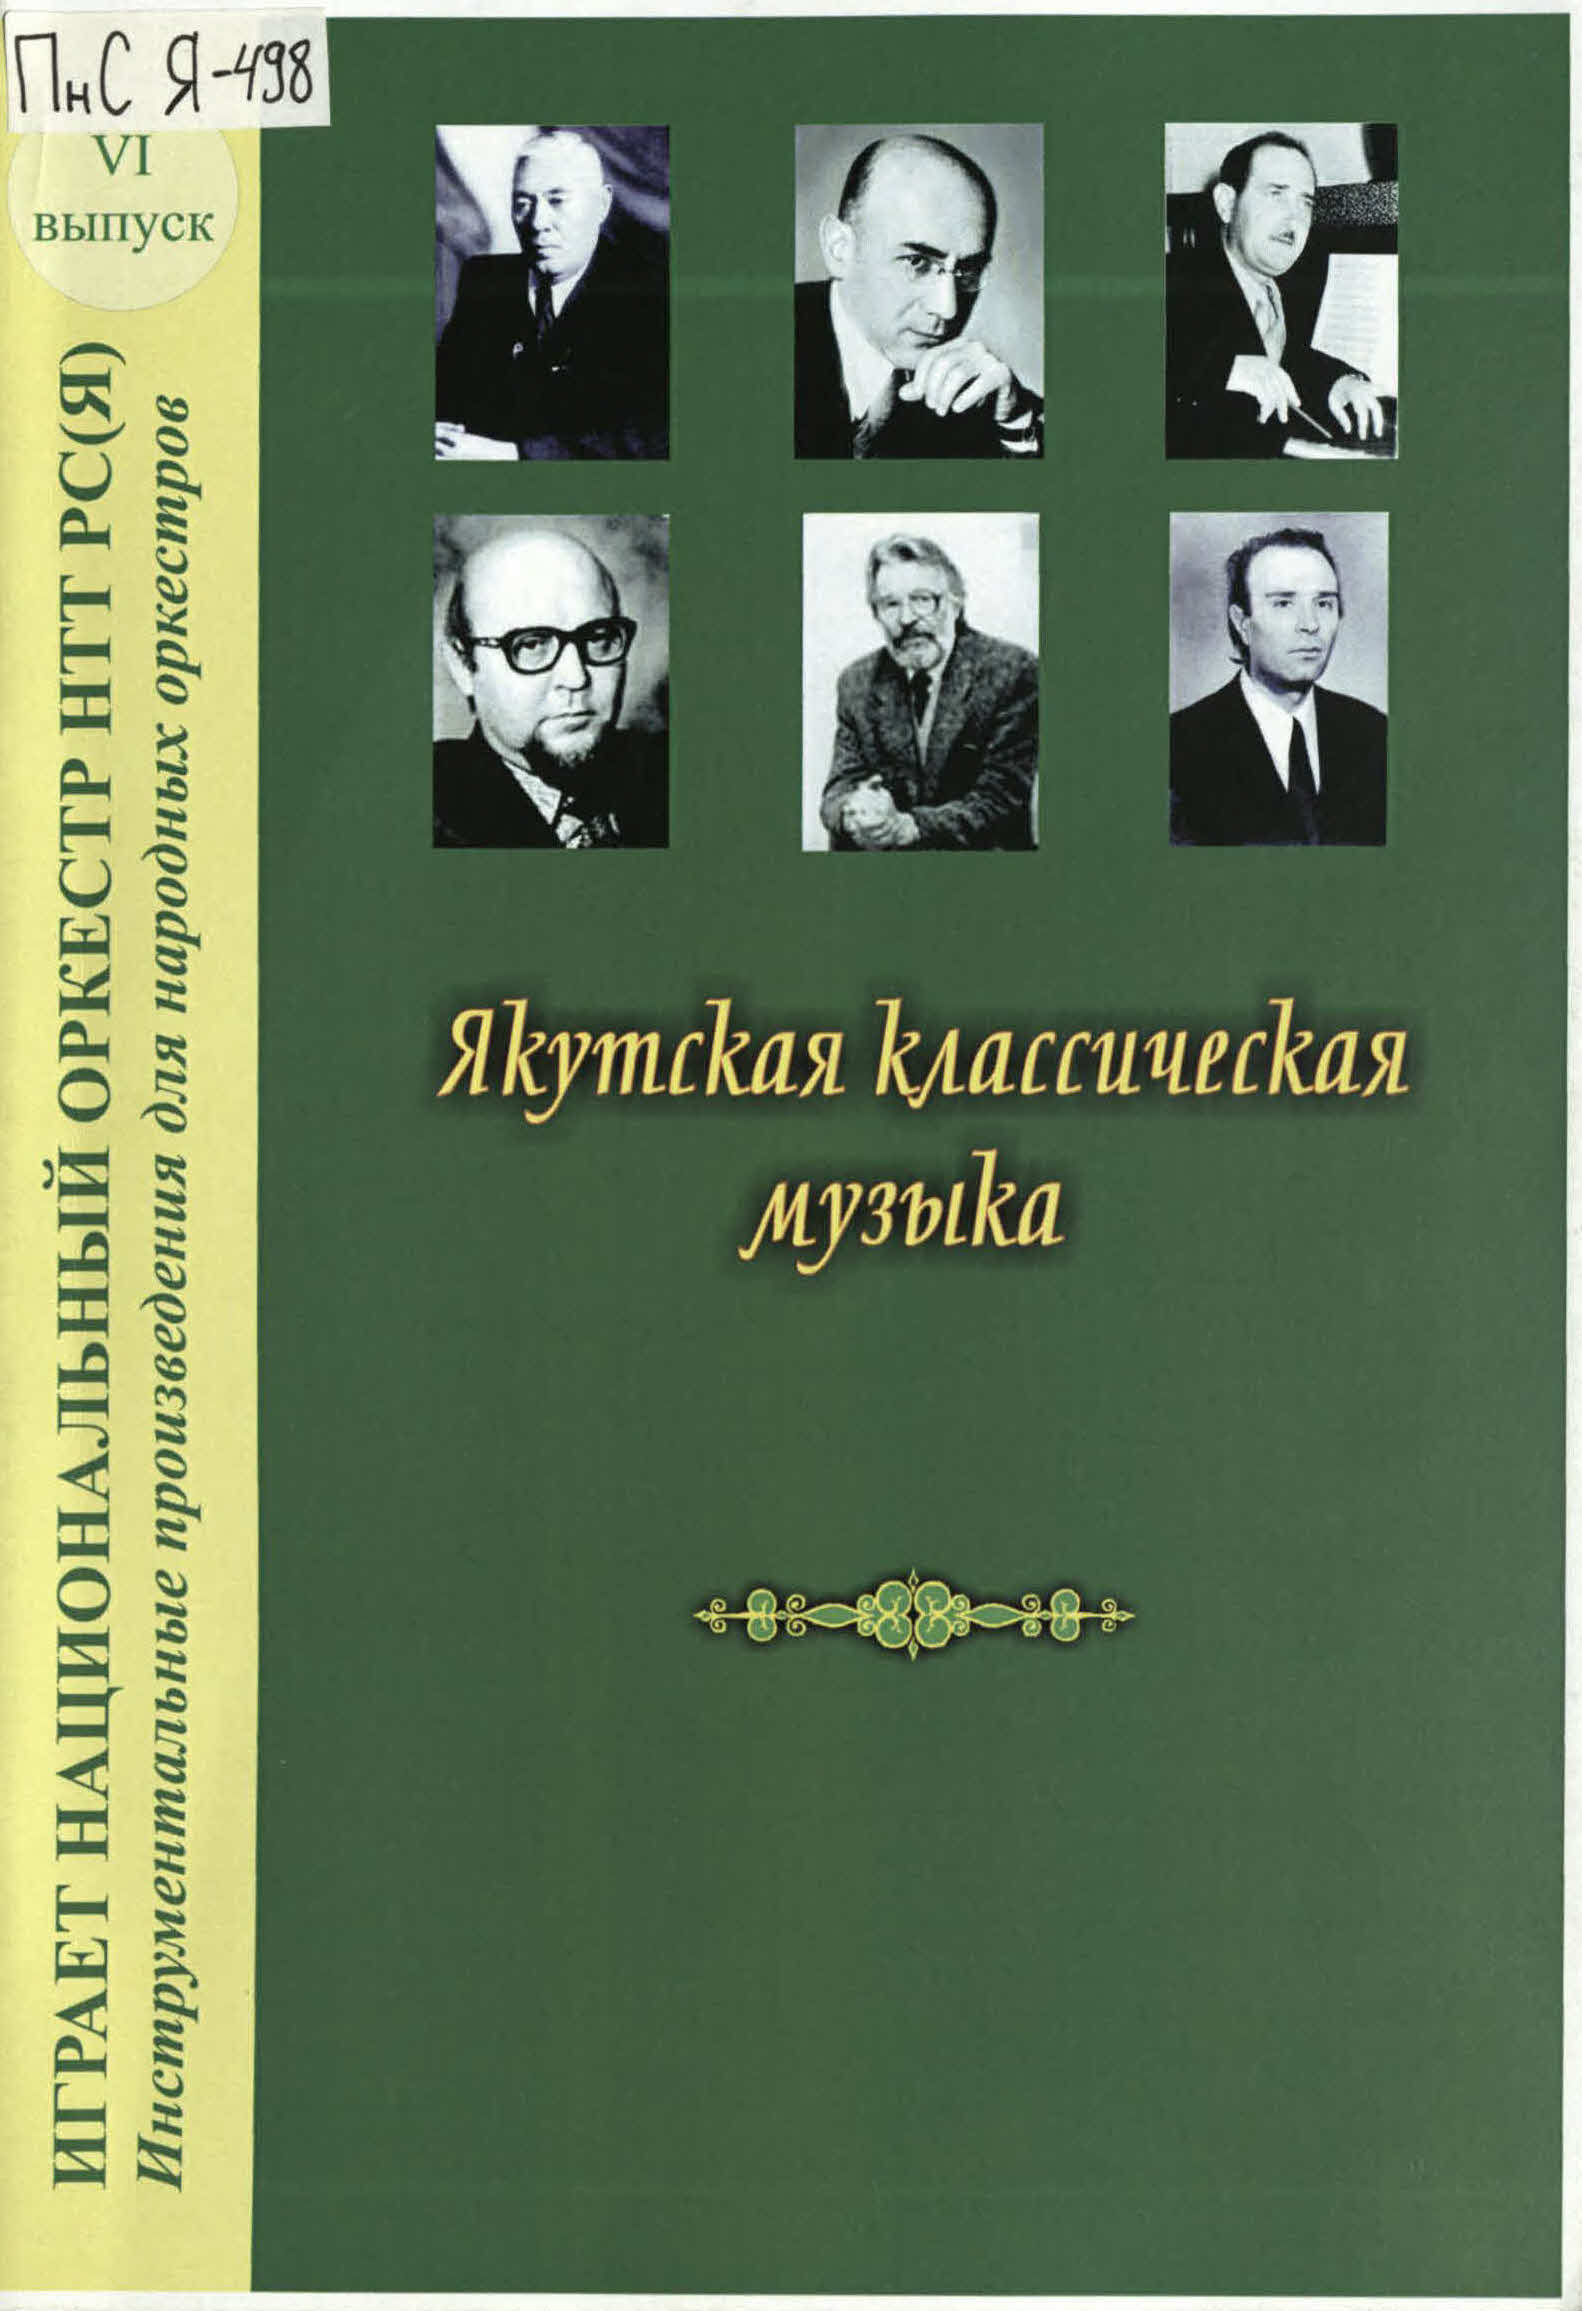 ПнС Я-498
VI
выпуск
ИГРАЕТ НАЦИОНАЛЬНЫЙ ОРКЕСТР НТТ РС(Я)
Инструментальные произведения для народных оркестров
Якутская классическая
музыка